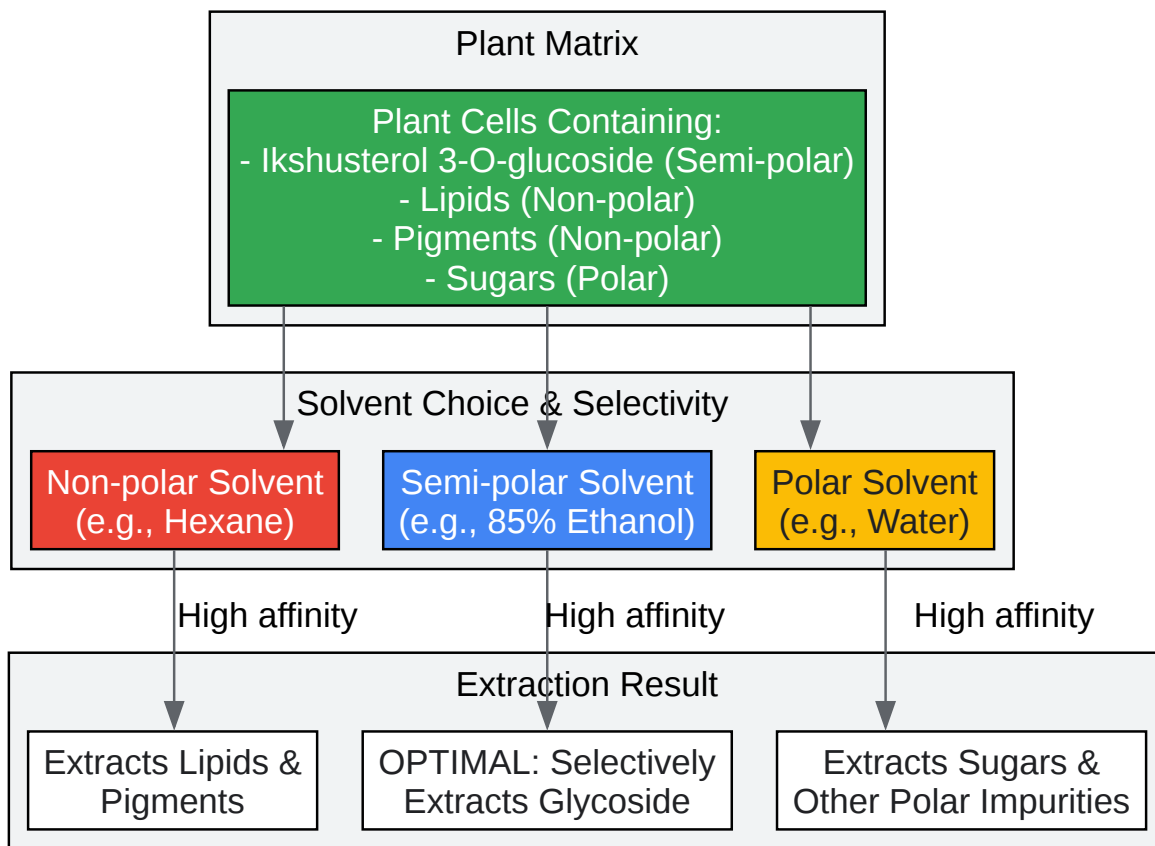 Plant Matrix
Plant Cells Containing:
- Ikshusterol 3-O-glucoside (Semi-polar)
- Lipids (Non-polar)
- Pigments (Non-polar)
- Sugars (Polar)
Solvent Choice & Selectivity
Non-polar Solvent
(e.g., Hexane)
Semi-polar Solvent
(e.g., 85% Ethanol)
Polar Solvent
(e.g., Water)
High affinity
High affinity
High affinity
Extraction Result
Extracts Lipids &
Pigments
OPTIMAL: Selectively
Extracts Glycoside
Extracts Sugars &
Other Polar Impurities